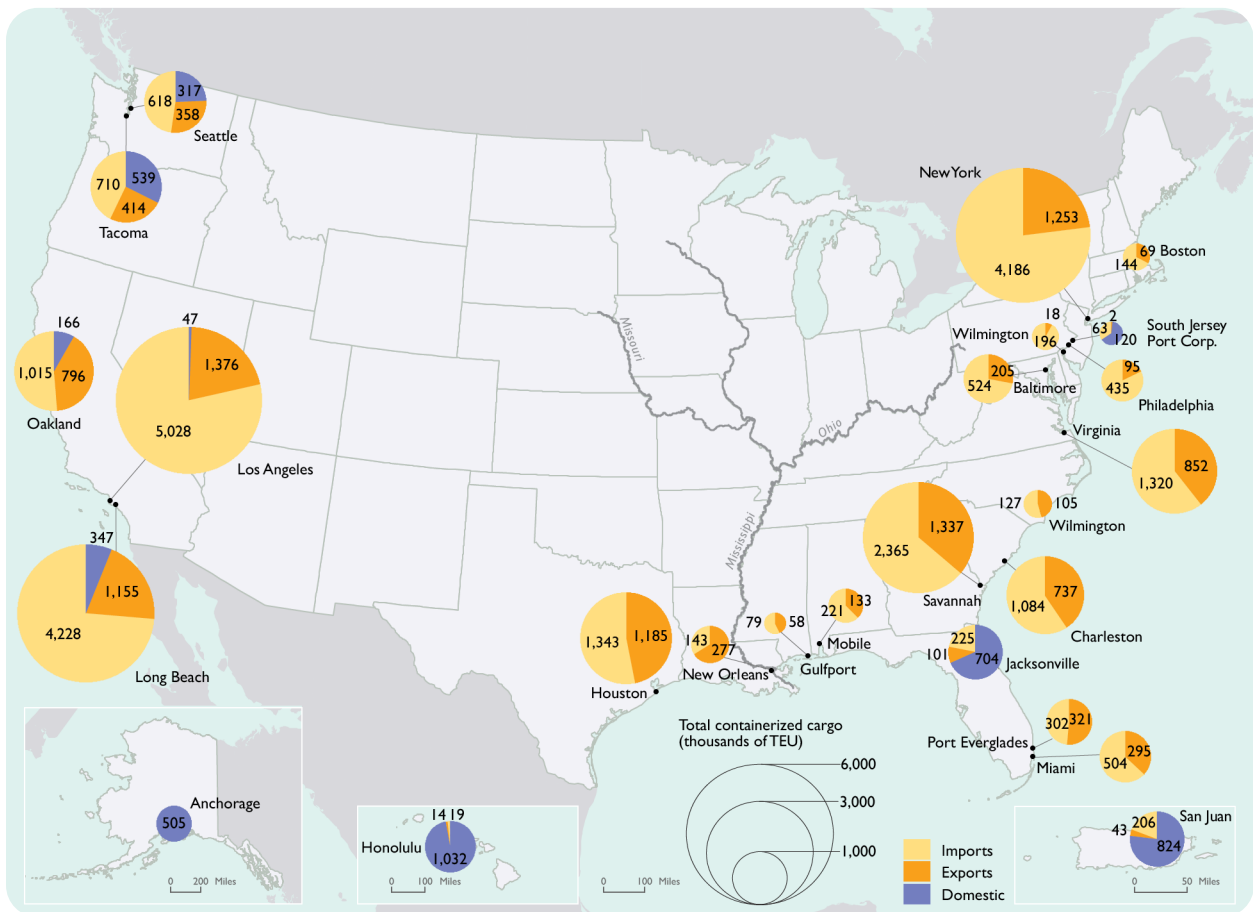 317
618
358
Seattle
710
539
414
Tacoma
166
1,015
796
Oakland
47
1,376
5,028
Los Angeles
347
1,155
4,228
Long Beach
Missouri
Ohio
Mississippi
New York
1,253
4,186
69
Boston
144
18
Wilmington
196
2
63
120
South Jersey
Port Corp.
205
524
Baltimore
95
435
Philadelphia
Virginia
852
1,320
127
105
Wilmington
1,337
2,365
Savannah
737
1,084
Charleston
1,343
1,185
Houston
143
277
New Orleans
79
58
Gulfport
221
133
Mobile
225
101
704
Jacksonville
302
321
Port Everglades
295
504
Miami
Anchorage
505
0 200 Miles
14 19
Honolulu
1,032
0 100 Miles
0 100 Miles
Total containerized cargo
(thousands of TEU)
6,000
3,000
1,000
Imports
Exports
Domestic
San Juan
206
43
824
0 50 Miles